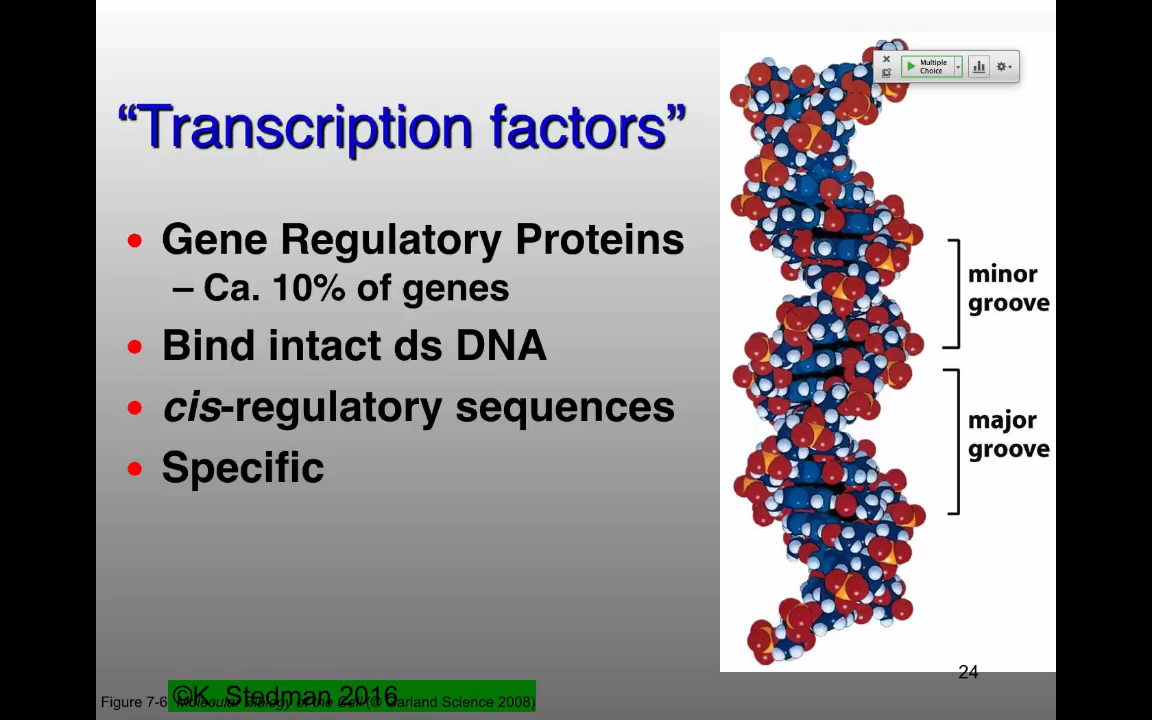 Multiple
Choice
“Transcription factors”
• Gene Regulatory Proteins
– Ca. 10% of genes
• Bind intact ds DNA
• cis-regulatory sequences
• Specific
minor
groove
major
groove
24
©K. Stedman 2016
Figure 7-6 Molecular Biology of the Cell (© Garland Science 2008)